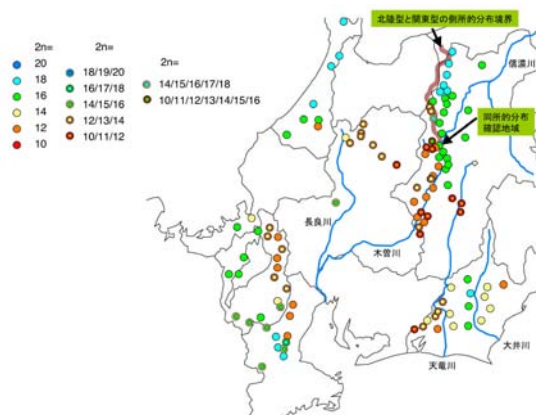 北陸型と関東型の側所的分布境界
2n=
2n=
2n=
20
18
16
14
12
10
18/19/20
16/17/18
14/15/16
12/13/14
10/11/12
14/15/16/17/18
10/11/12/13/14/15/16
信濃川
同所的分布
確認地域
長良川
木曽川
大井川
天竜川